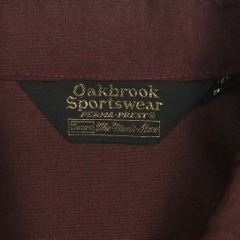 Oakbrook
Sportswear
PERMA-PREST®
Sears The Men's Store